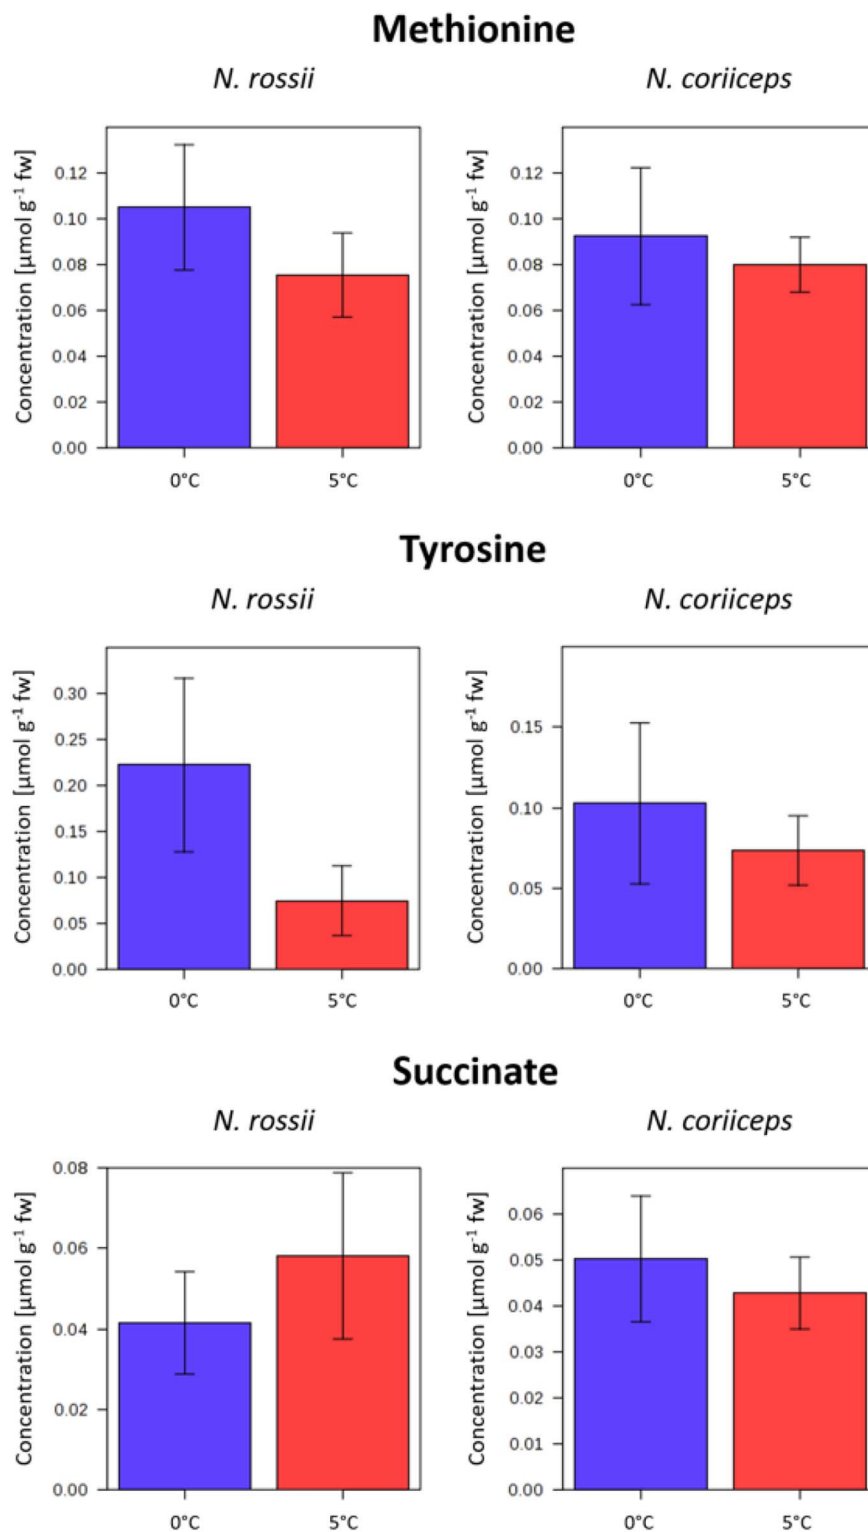 Methionine
N. rossii
N. coriiceps
Concentration [µmol g⁻¹ fw]
0.12
0.10
0.08
0.06
0.04
0.02
0.00
0°C
5°C
Concentration [µmol g⁻¹ fw]
0.12
0.10
0.08
0.06
0.04
0.02
0.00
0°C
5°C
Tyrosine
N. rossii
N. coriiceps
Concentration [µmol g⁻¹ fw]
0.30
0.25
0.20
0.15
0.10
0.05
0.00
0°C
5°C
Concentration [µmol g⁻¹ fw]
0.15
0.10
0.05
0.00
0°C
5°C
Succinate
N. rossii
N. coriiceps
Concentration [µmol g⁻¹ fw]
0.08
0.06
0.04
0.02
0.00
0°C
5°C
Concentration [µmol g⁻¹ fw]
0.06
0.05
0.04
0.03
0.02
0.01
0.00
0°C
5°C